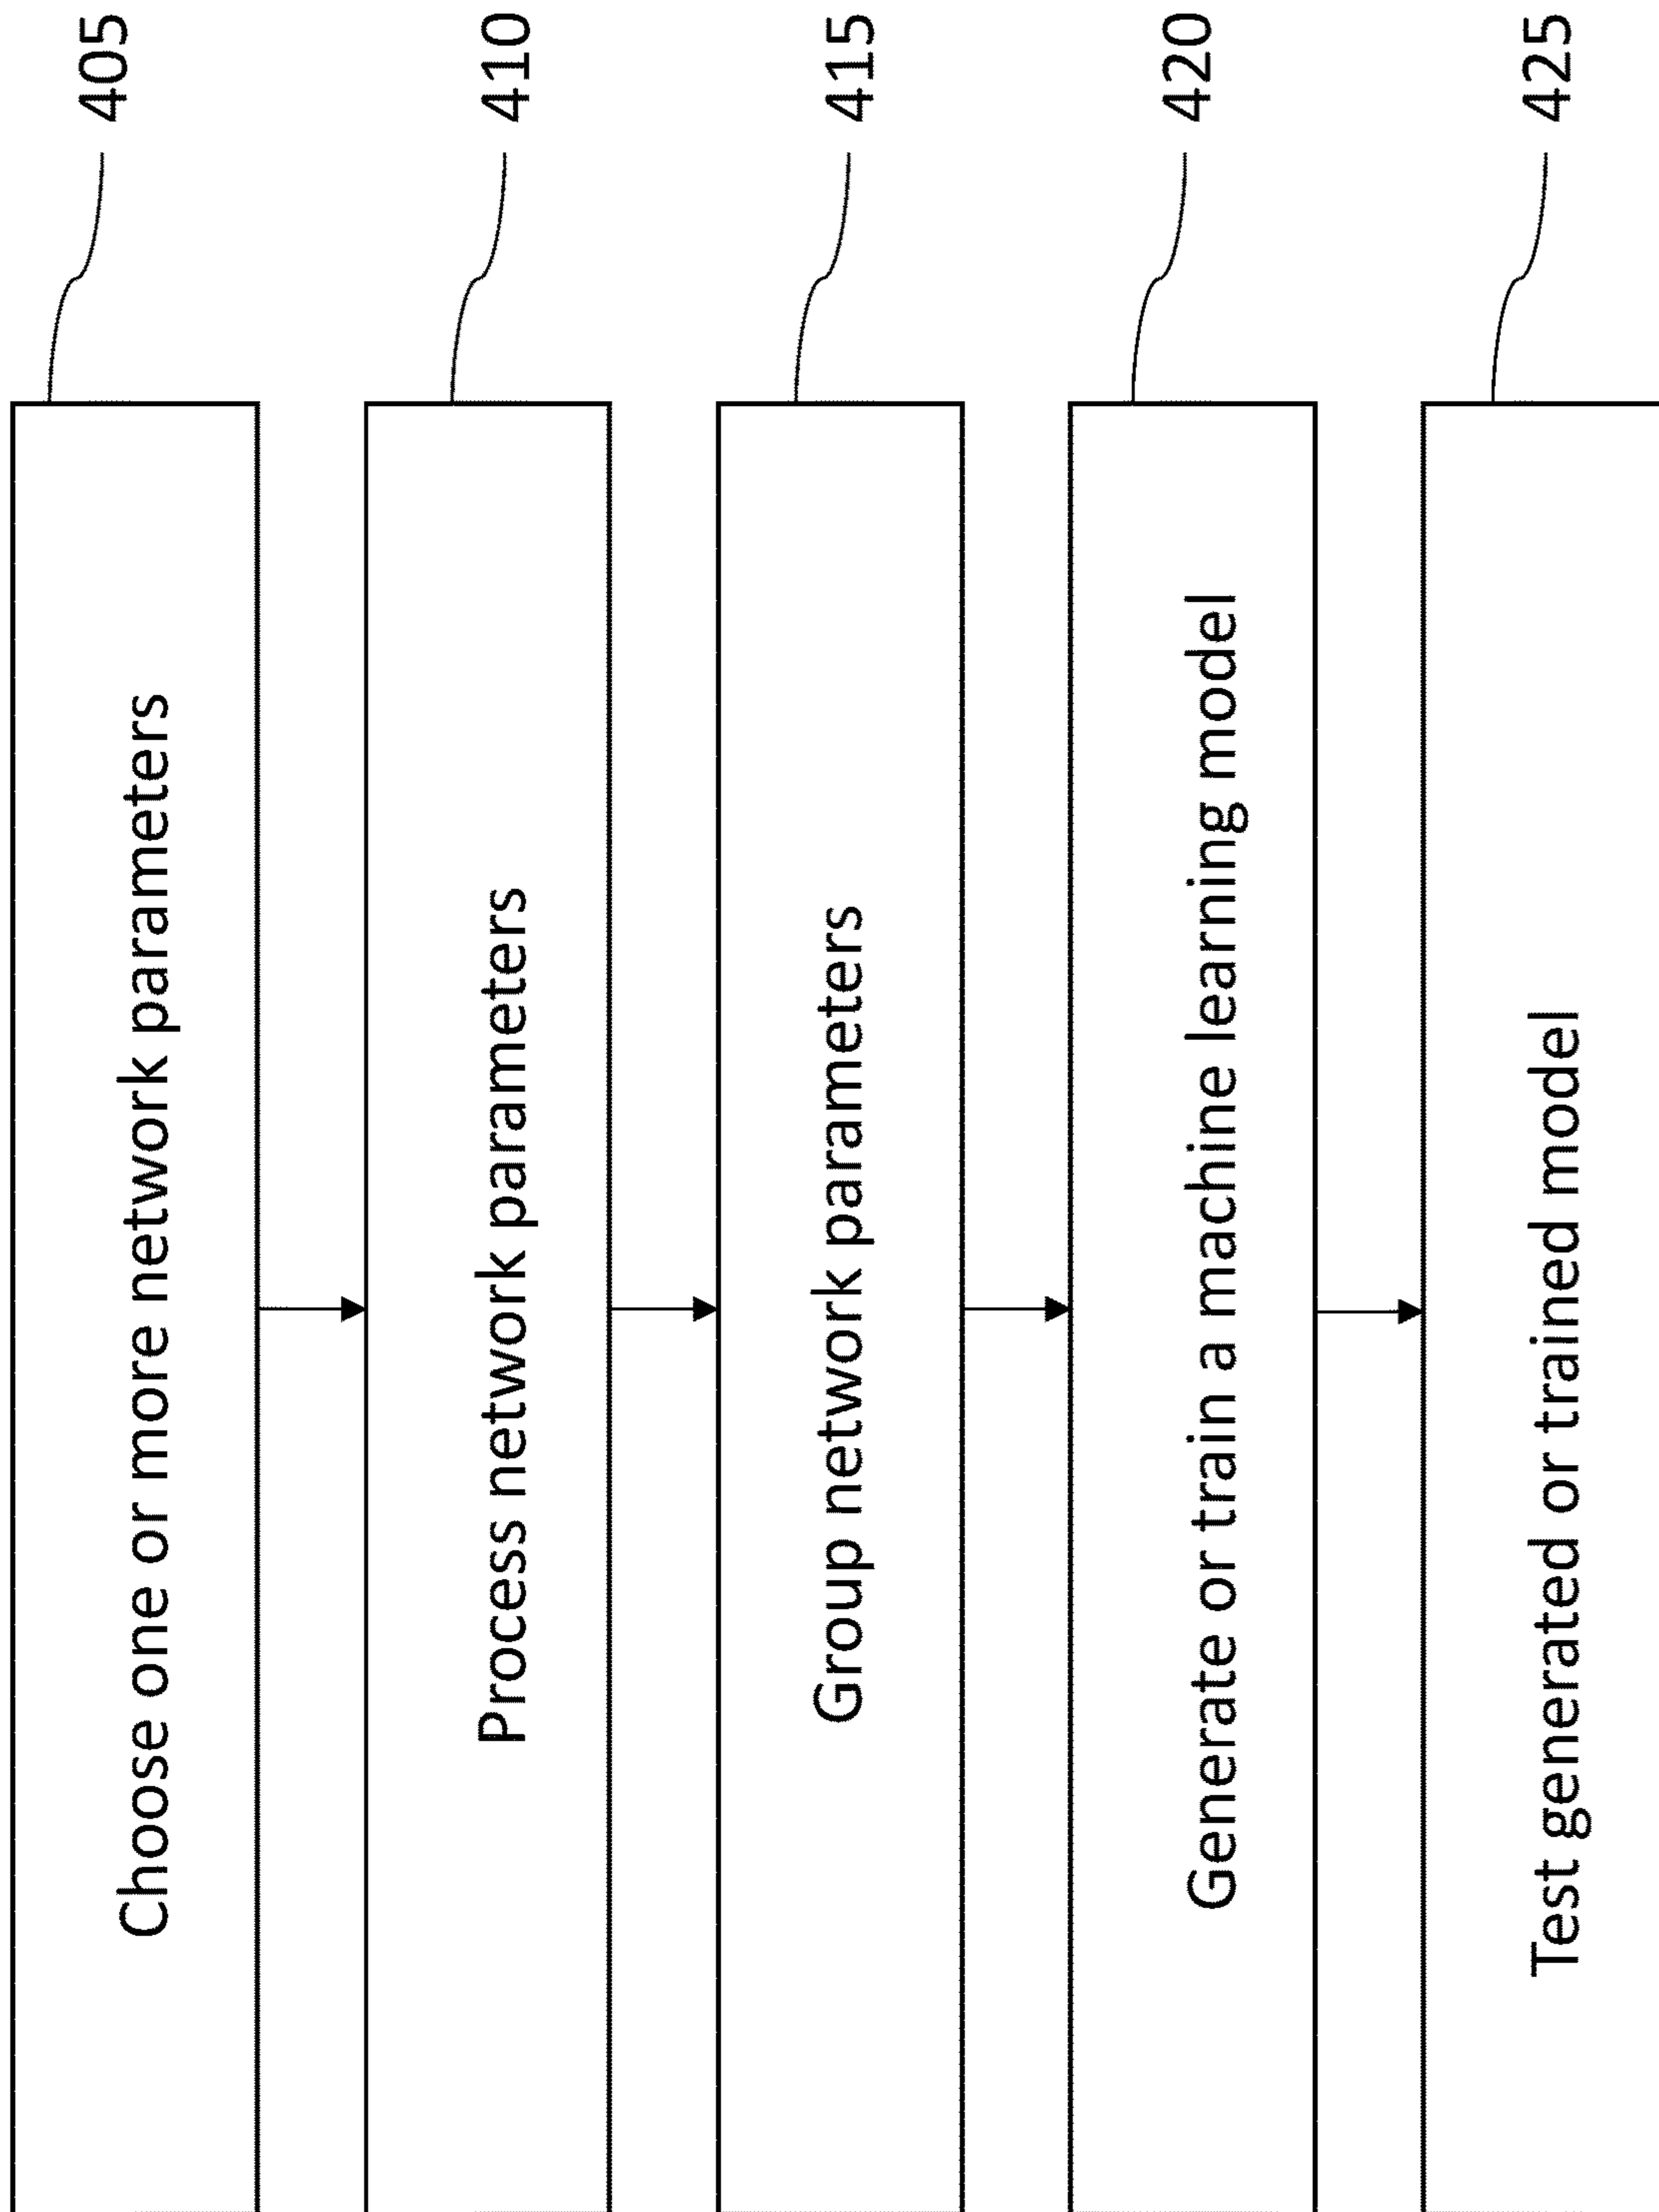 Choose one or more network parameters
405
Process network parameters
410
Group network parameters
415
Generate or train a machine learning model
420
Test generated or trained model
425